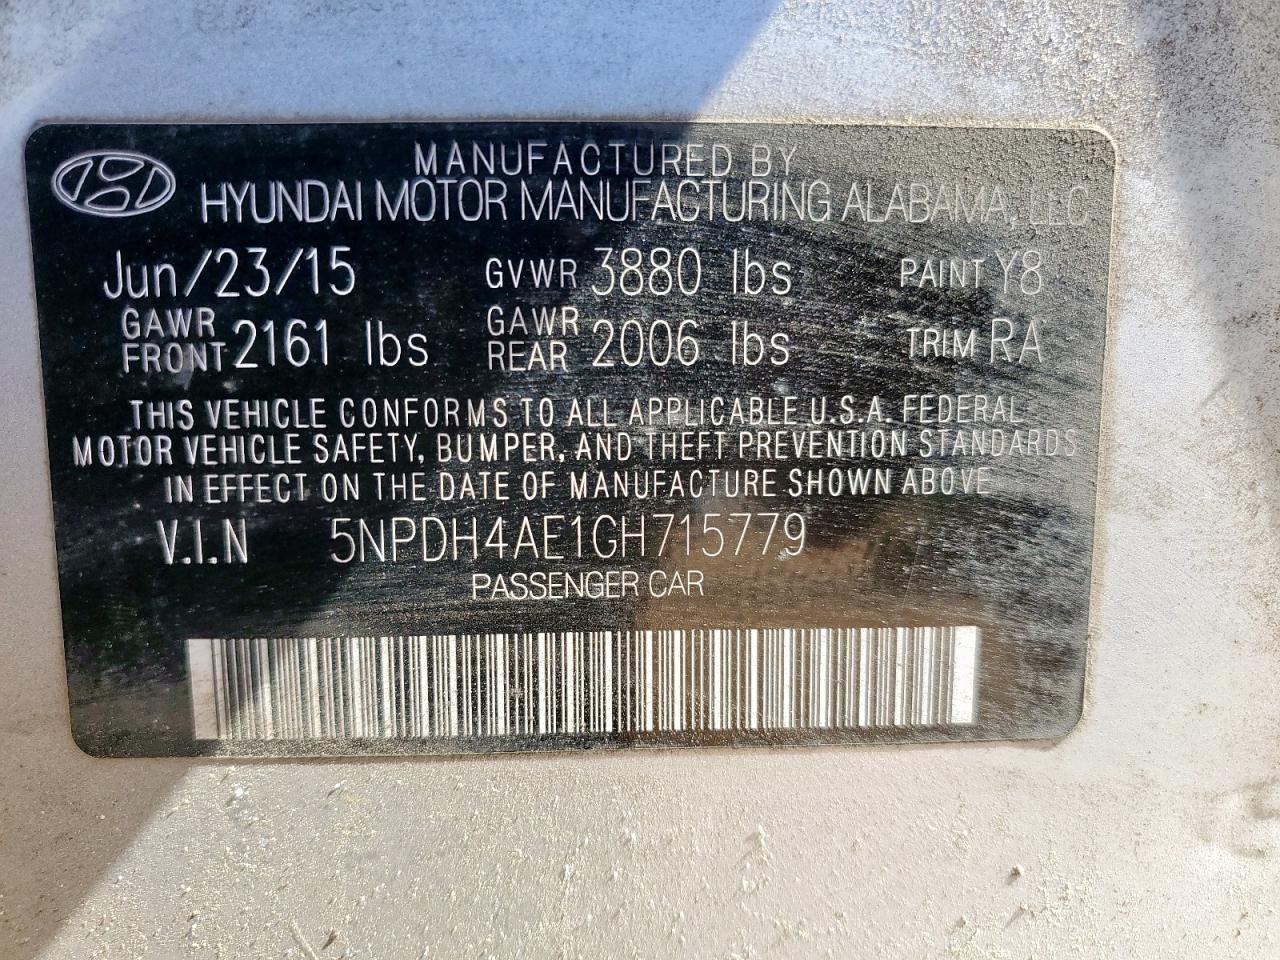 MANUFACTURED BY
HYUNDAI MOTOR MANUFACTURING ALABAMA, LLC
Jun/23/15 GVWR 3880 lbs PAINT Y8
GAWR FRONT 2161 lbs GAWR REAR 2006 lbs TRIM RA
THIS VEHICLE CONFORMS TO ALL APPLICABLE U.S.A. FEDERAL
MOTOR VEHICLE SAFETY, BUMPER, AND THEFT PREVENTION STANDARDS
IN EFFECT ON THE DATE OF MANUFACTURE SHOWN ABOVE
V.I.N 5NPDH4AE1GH715779
PASSENGER CAR